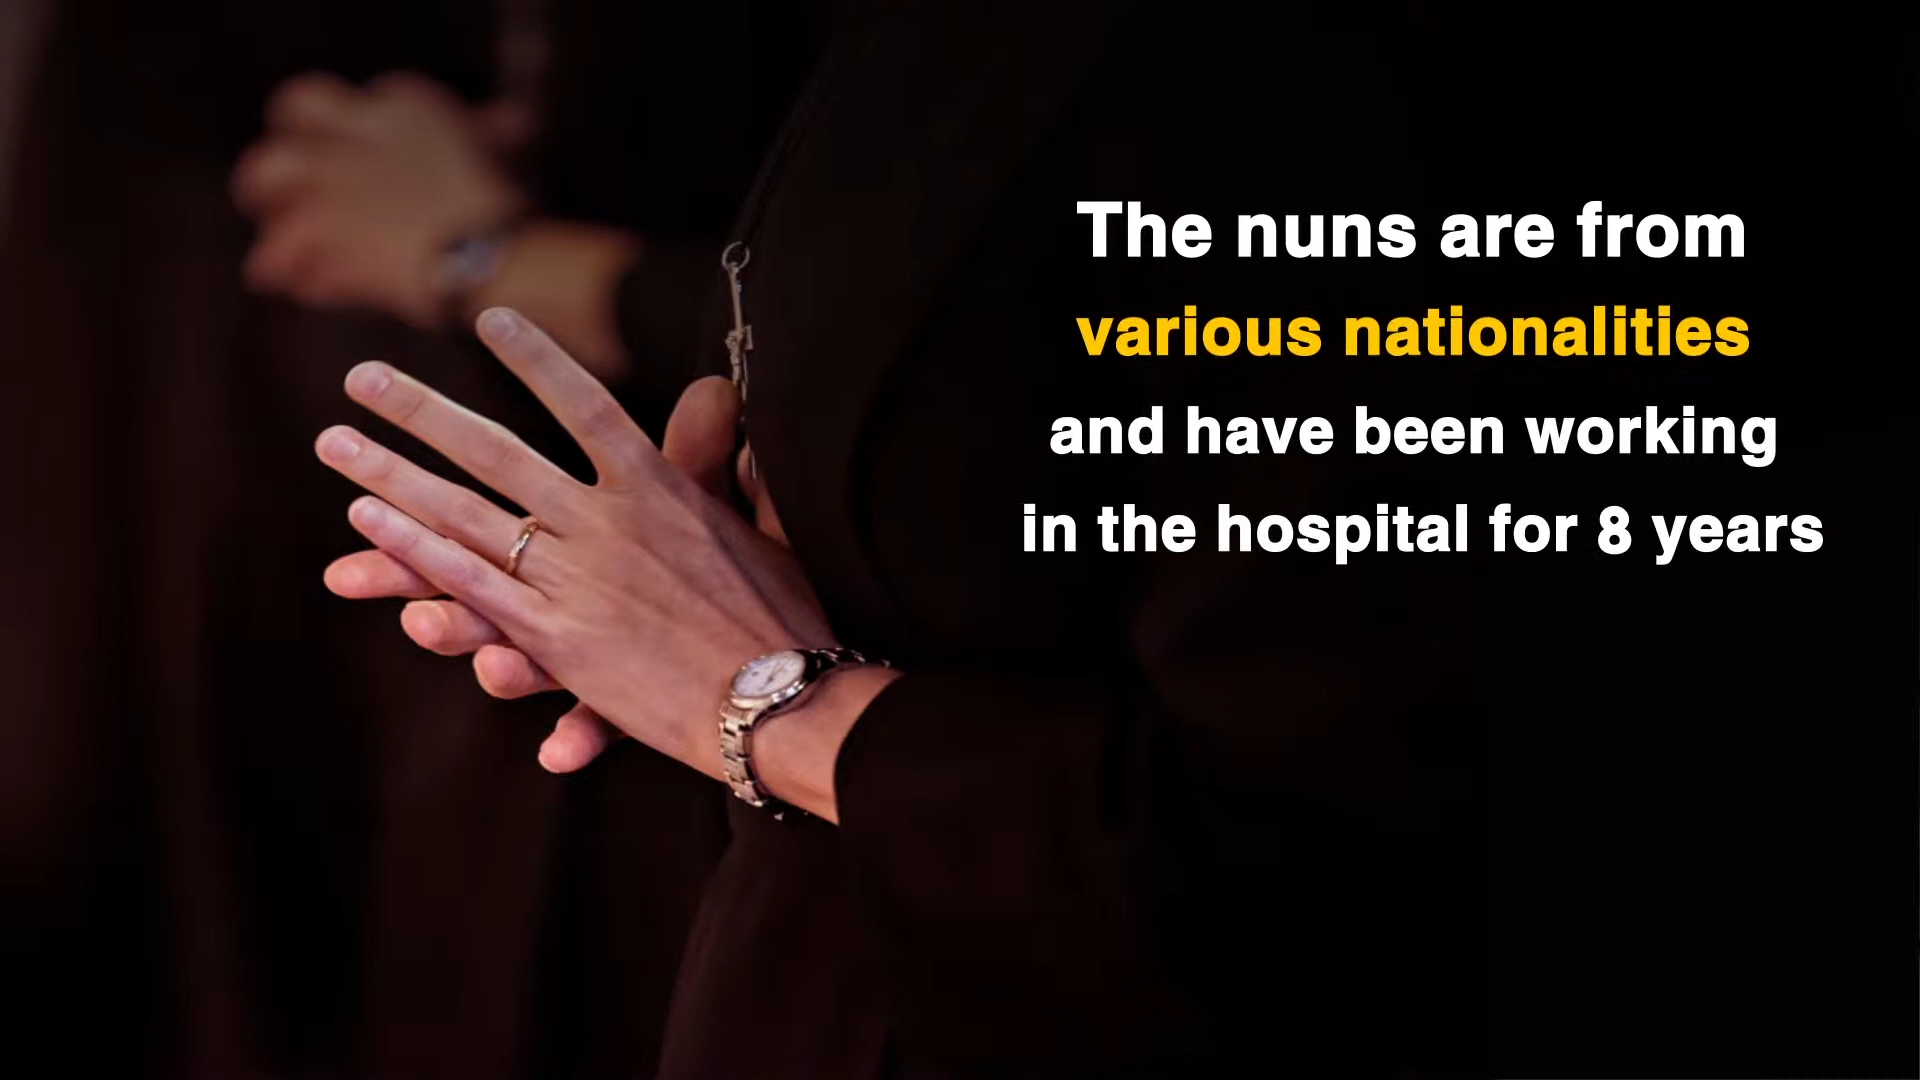 The nuns are from
various nationalities
and have been working
in the hospital for 8 years